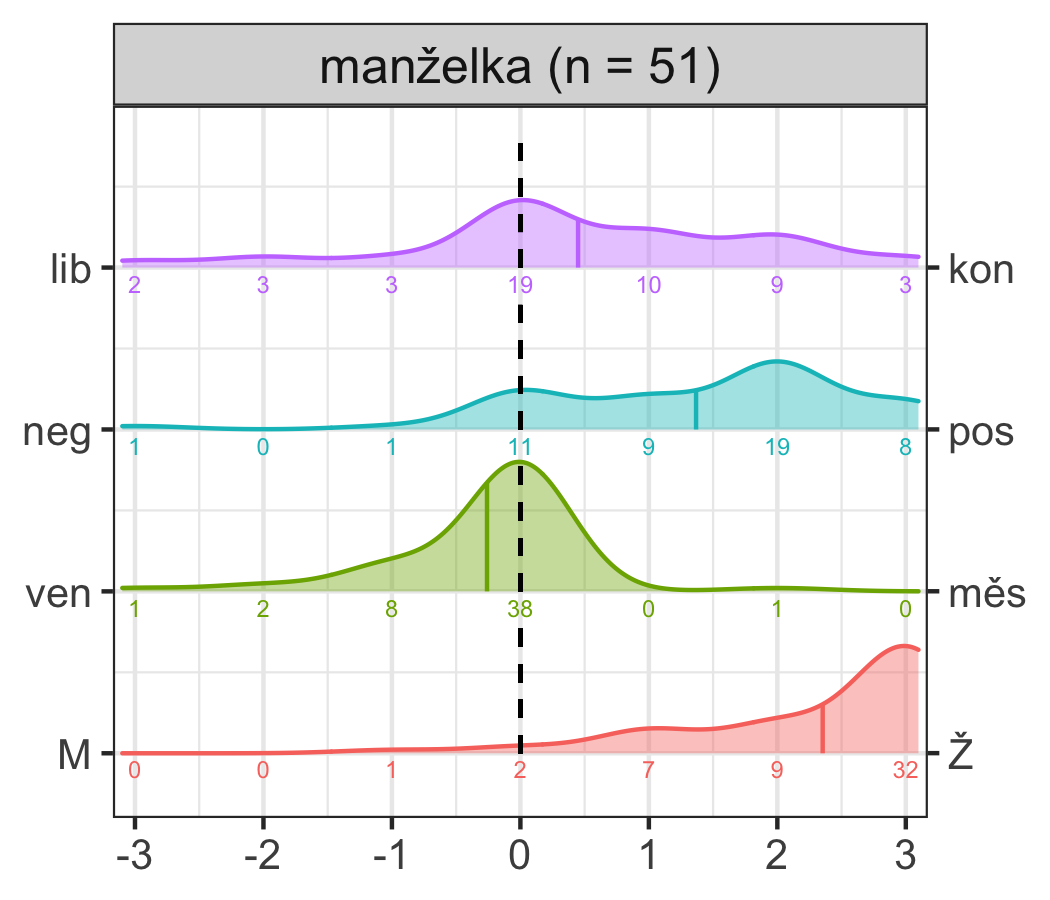 manželka (n = 51)
lib kon
2 3 3 19 10 9 3
neg pos
1 0 1 11 9 19 8
ven měs
1 2 8 38 0 1 0
M Ž
0 0 1 2 7 9 32
-3 -2 -1 0 1 2 3